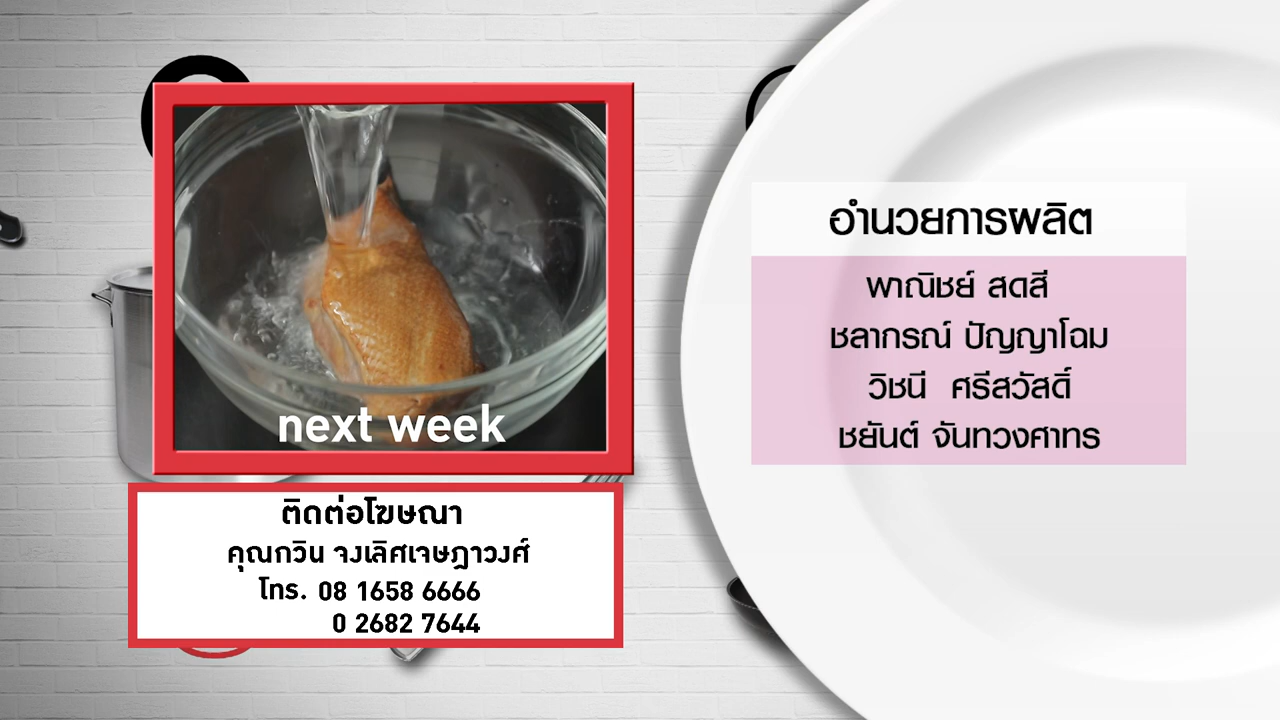 next week
ติดต่อโฆษณา
คุณกวิน จงเลิศเจษฎาวงศ์
โทร. 08 1658 6666
0 2682 7644
อำนวยการผลิต
พาณิชย์ สดสี
ชลากรณ์ ปัญญาโฉม
วิชนี ศรีสวัสดิ์
ชยันต์ จันทวงศาทร